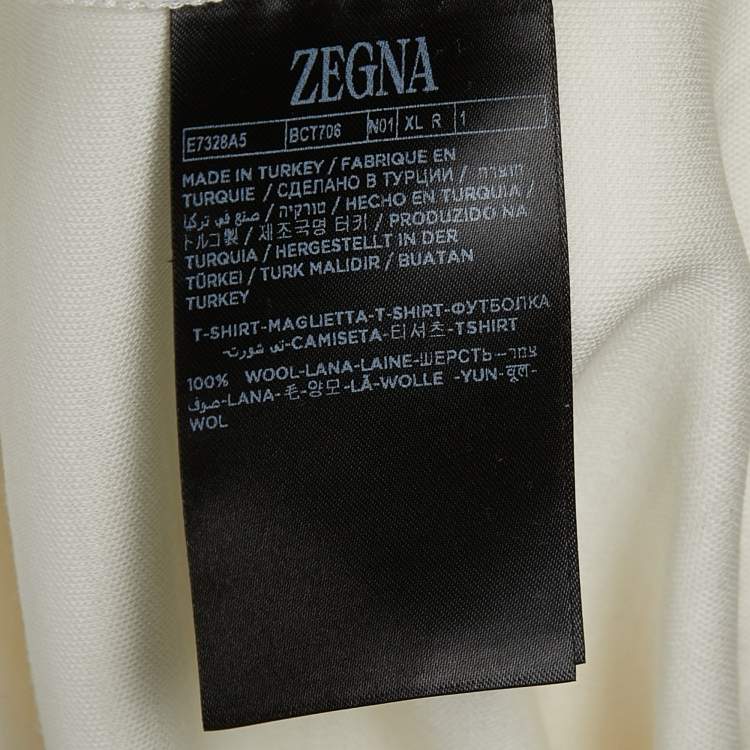 ZEGNA
E7328A5 BCT706 N01 XL R 1
MADE IN TURKEY / FABRIQUE EN
TURQUIE / СДЕЛАНО В ТУРЦИИ / תוצרת
טורקיה / HECHO EN TURQUIA / صنع في تركيا /
トルコ製 / 제조국명 터키 / PRODUZIDO NA
TURQUIA / HERGESTELLT IN DER
TÜRKEI / TURK MALIDIR / BUATAN
TURKEY
T-SHIRT-MAGLIETTA-T-SHIRT-ФУТБОЛКА
تي شورت-CAMISETA-티셔츠-TSHIRT
100% WOOL-LANA-LAINE-ШЕРСТЬ-צמר-
صوف-LANA-毛-양모-LÃ-WOLLE -YUN-वूल-
WOL